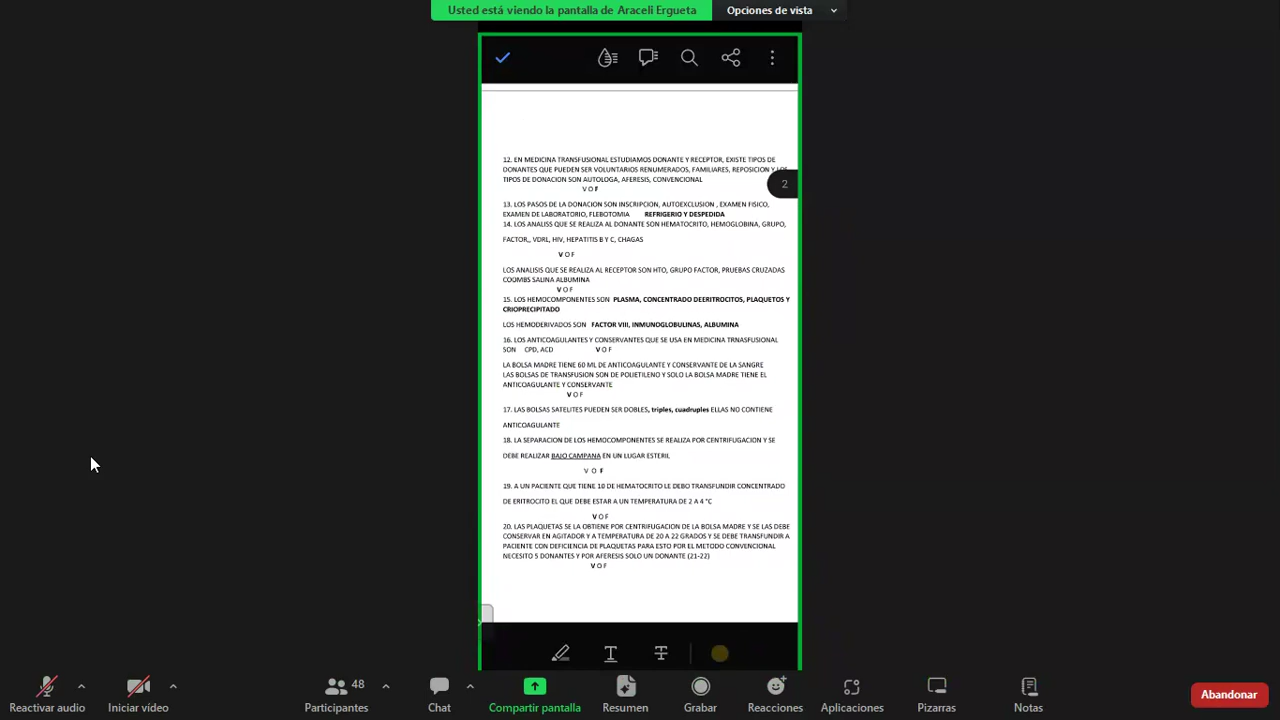 Usted está viendo la pantalla de Araceli Ergueta
Opciones de vista
12. EN MEDICINA TRANSFUSIONAL ESTUDIAMOS DONANTE Y RECEPTOR, EXISTE TIPOS DE
DONANTES QUE PUEDEN SER VOLUNTARIOS RENUMERADOS, FAMILIARES, REPOSICION Y LOS
TIPOS DE DONACION SON AUTOLOGA, AFERESIS, CONVENCIONAL
2
V O F
13. LOS PASOS DE LA DONACION SON INSCRIPCION, AUTOEXCLUSION , EXAMEN FISICO,
EXAMEN DE LABORATORIO, FLEBOTOMIA REFRIGERIO Y DESPEDIDA
14. LOS ANALISS QUE SE REALIZA AL DONANTE SON HEMATOCRITO, HEMOGLOBINA, GRUPO,
FACTOR,, VDRL, HIV, HEPATITIS B Y C, CHAGAS
V O F
LOS ANALISIS QUE SE REALIZA AL RECEPTOR SON HTO, GRUPO FACTOR, PRUEBAS CRUZADAS
COOMBS SALINA ALBUMINA
V O F
15. LOS HEMOCOMPONENTES SON PLASMA, CONCENTRADO DEERITROCITOS, PLAQUETOS Y
CRIOPRECIPITADO
LOS HEMODERIVADOS SON FACTOR VIII, INMUNOGLOBULINAS, ALBUMINA
16. LOS ANTICOAGULANTES Y CONSERVANTES QUE SE USA EN MEDICINA TRNASFUSIONAL
SON CPD, ACD V O F
LA BOLSA MADRE TIENE 60 ML DE ANTICOAGULANTE Y CONSERVANTE DE LA SANGRE
LAS BOLSAS DE TRANSFUSION SON DE POLIETILENO Y SOLO LA BOLSA MADRE TIENE EL
ANTICOAGULANTE Y CONSERVANTE
V O F
17. LAS BOLSAS SATELITES PUEDEN SER DOBLES, triples, cuadruples ELLAS NO CONTIENE
ANTICOAGULANTE
18. LA SEPARACION DE LOS HEMOCOMPONENTES SE REALIZA POR CENTRIFUGACION Y SE
DEBE REALIZAR BAJO CAMPANA EN UN LUGAR ESTERIL
V O F
19. A UN PACIENTE QUE TIENE 10 DE HEMATOCRITO LE DEBO TRANSFUNDIR CONCENTRADO
DE ERITROCITO EL QUE DEBE ESTAR A UN TEMPERATURA DE 2 A 4 °C
V O F
20. LAS PLAQUETAS SE LA OBTIENE POR CENTRIFUGACION DE LA BOLSA MADRE Y SE LAS DEBE
CONSERVAR EN AGITADOR Y A TEMPERATURA DE 20 A 22 GRADOS Y SE DEBE TRANSFUNDIR A
PACIENTE CON DEFICIENCIA DE PLAQUETAS PARA ESTO POR EL METODO CONVENCIONAL
NECESITO 5 DONANTES Y POR AFERESIS SOLO UN DONANTE (21-22)
V O F
48
Reactivar audio
Iniciar vídeo
Participantes
Chat
Compartir pantalla
Resumen
Grabar
Reacciones
Aplicaciones
Pizarras
Notas
Abandonar